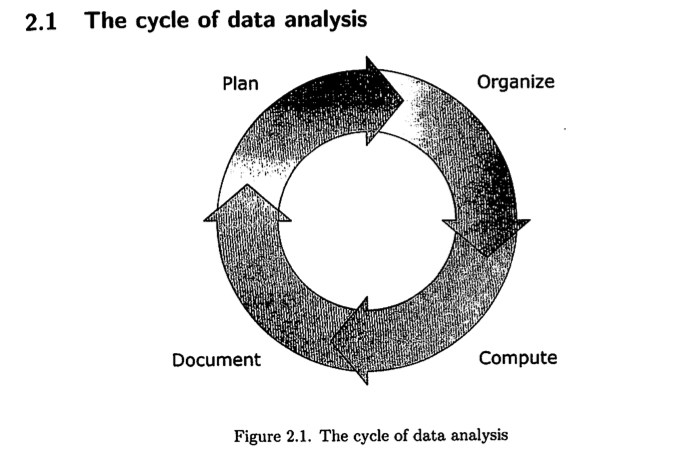 2.1 The cycle of data analysis
Plan
Organize
Document
Compute
Figure 2.1. The cycle of data analysis